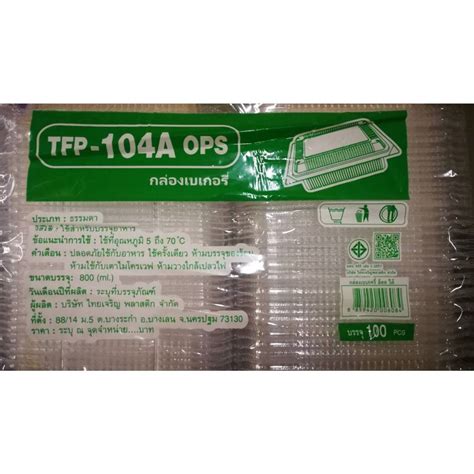 TFP-104A OPS
กล่องเบเกอรี่
ประเภท : ธรรมดา
ใช้สำหรับบรรจุอาหาร
ข้อแนะนำการใช้ : ใช้ที่อุณหภูมิ 5 ถึง 70 °C
คำเตือน : ปลอดภัยใช้กับอาหาร ใช้ครั้งเดียว ห้ามบรรจุของร้อน
ห้ามใช้กับเตาไมโครเวฟ ห้ามวางใกล้เปลวไฟ
ขนาดบรรจุ : 800 (ml.)
วันเดือนปีที่ผลิต : ระบุที่บรรจุภัณฑ์
ผู้ผลิต : บริษัท ไทยเจริญ พลาสติก จำกัด
ที่ตั้ง : 88/14 ม.5 ต.บางระกำ อ.บางเลน จ.นครปฐม 73130
ราคา : ระบุ ณ จุดจำหน่าย.....บาท
บรรจุ 100 PCS